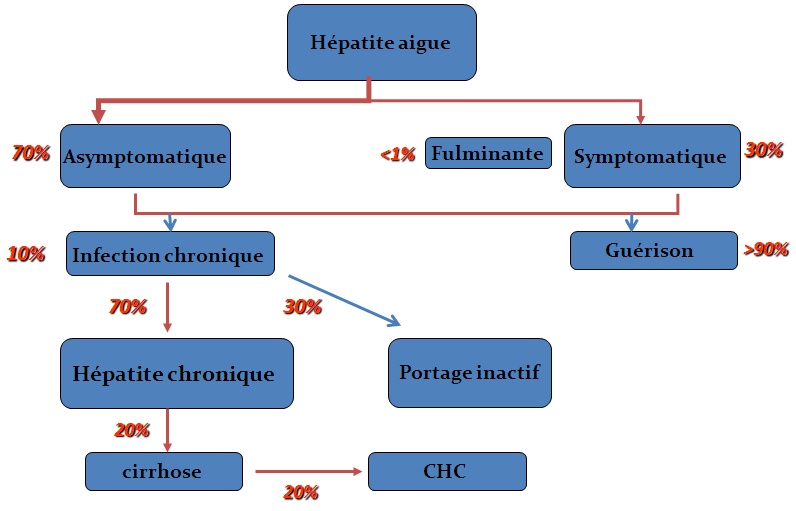 Hépatite aigue
70%
Asymptomatique
<1%
Fulminante
Symptomatique
30%
10%
Infection chronique
Guérison
>90%
70%
30%
Hépatite chronique
Portage inactif
20%
cirrhose
20%
CHC